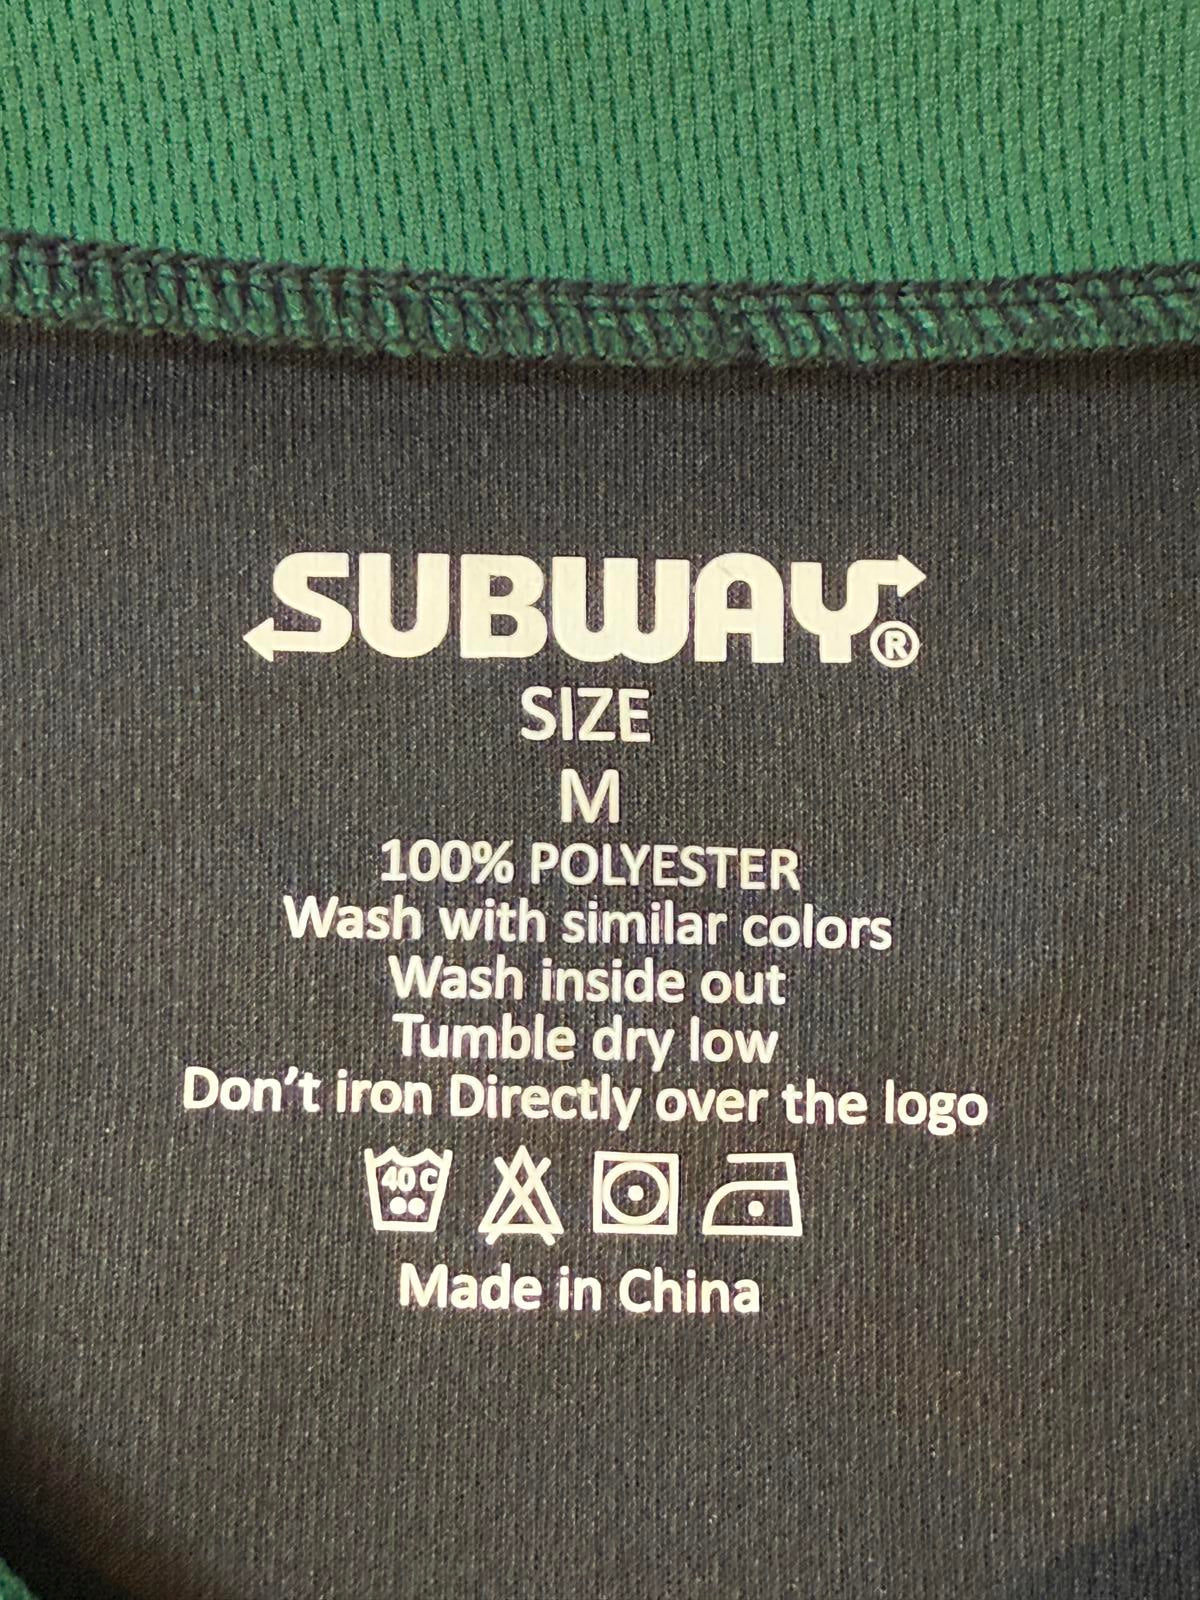 SUBWAY®
SIZE
M
100% POLYESTER
Wash with similar colors
Wash inside out
Tumble dry low
Don't iron Directly over the logo
40 C
Made in China